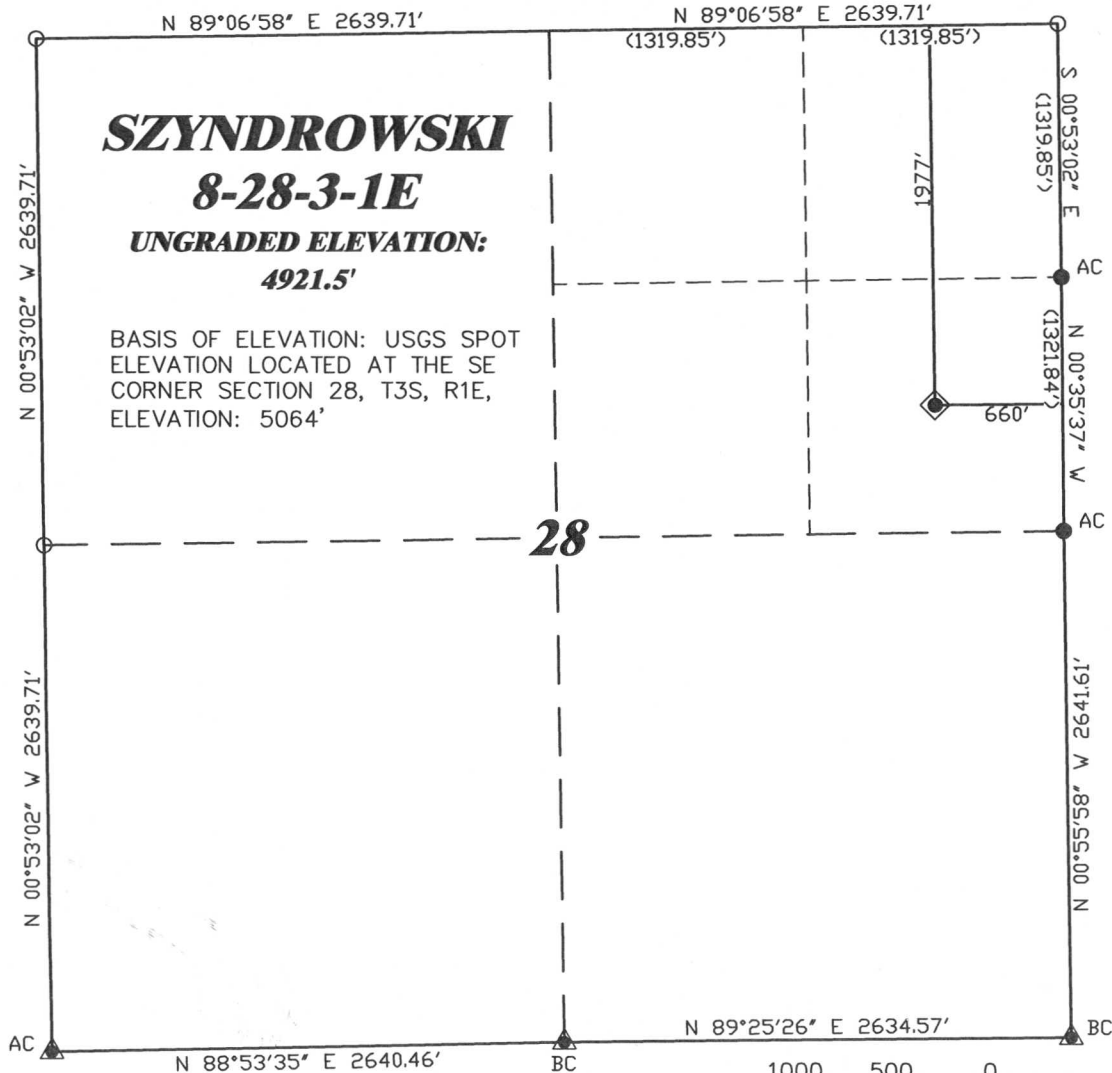 N 89°06'58" E 2639.71'
N 89°06'58" E 2639.71'
(1319.85')
(1319.85')
SZYNDROWSKI
8-28-3-1E
UNGRADED ELEVATION:
4921.5'
BASIS OF ELEVATION: USGS SPOT
ELEVATION LOCATED AT THE SE
CORNER SECTION 28, T3S, R1E,
ELEVATION: 5064'
N 00°53'02" W 2639.71'
1977'
(1319.85')
S 00°53'02" E
AC
(1321.84')
N 00°35'37" W
660'
AC
28
N 00°53'02" W 2639.71'
N 00°55'58" W 2641.61'
AC
N 88°53'35" E 2640.46'
BC
N 89°25'26" E 2634.57'
BC
1000 500 0